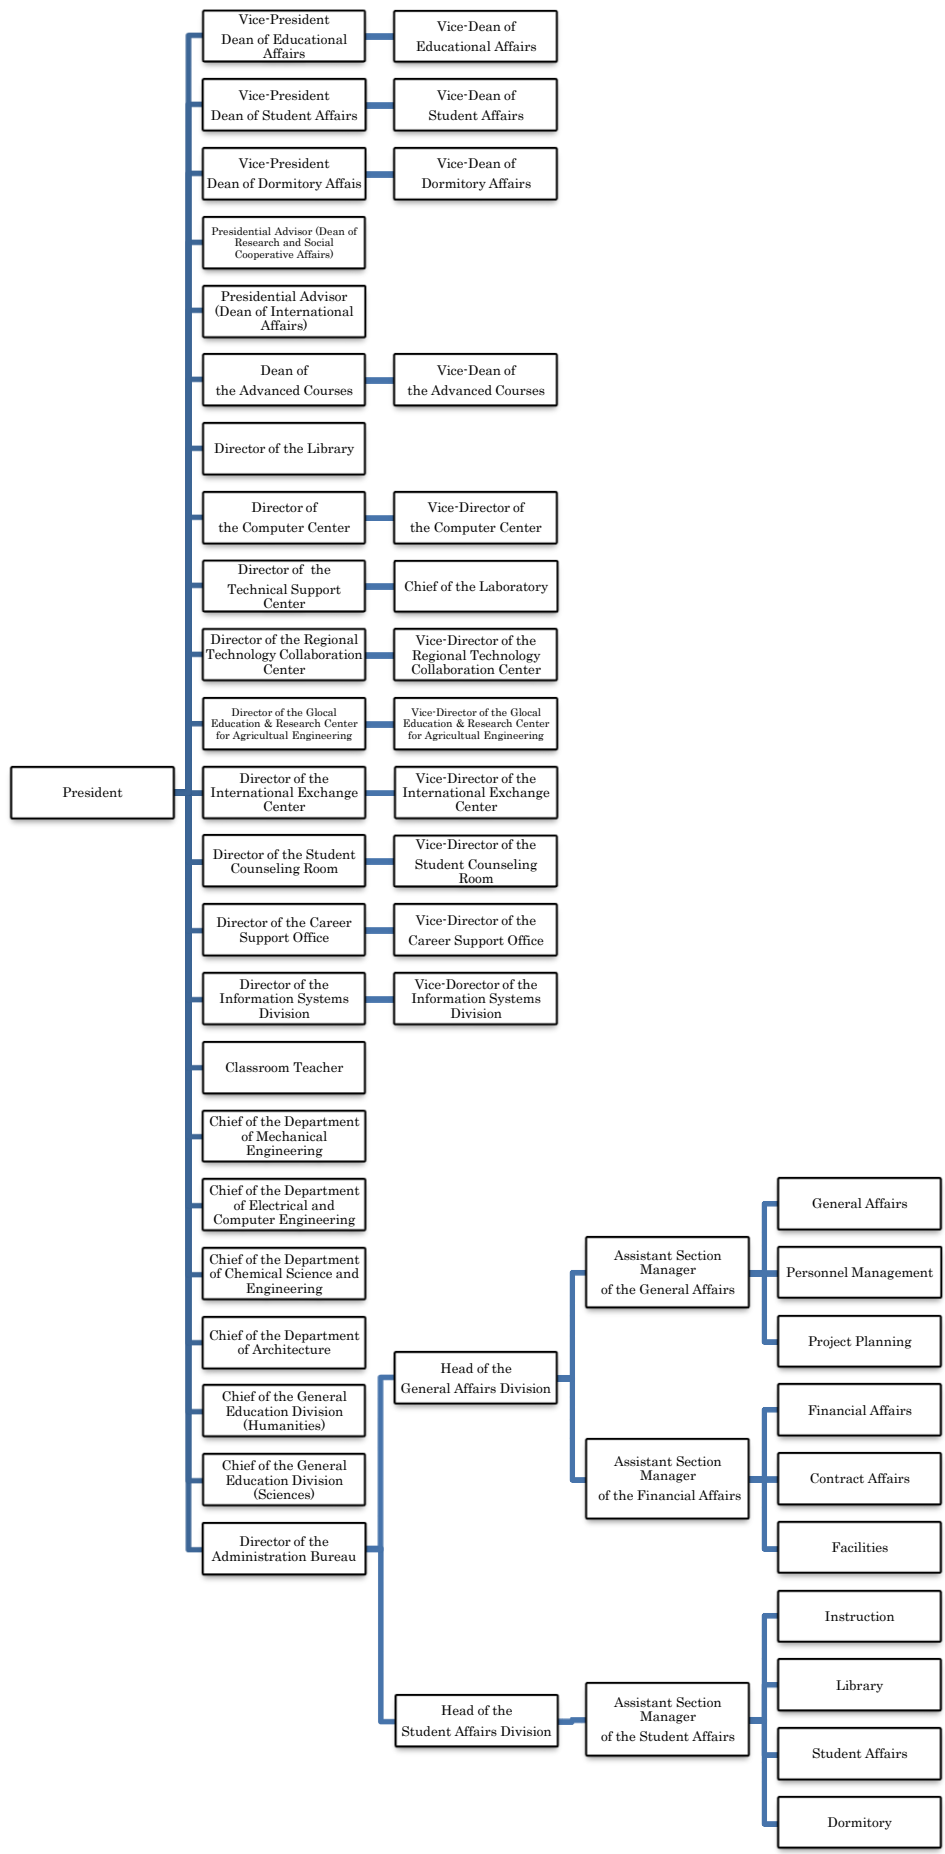 Vice-President
Dean of Educational
Affairs
Vice-Dean of
Educational Affairs
Vice-President
Dean of Student Affairs
Vice-Dean of
Student Affairs
Vice-President
Dean of Dormitory Affais
Vice-Dean of
Dormitory Affairs
Presidential Advisor (Dean of
Research and Social
Cooperative Affairs)
Presidential Advisor
(Dean of International
Affairs)
Dean of
the Advanced Courses
Vice-Dean of
the Advanced Courses
Director of the Library
Director of
the Computer Center
Vice-Director of
the Computer Center
Director of the
Technical Support
Center
Chief of the Laboratory
Director of the Regional
Technology Collaboration
Center
Vice-Director of the
Regional Technology
Collaboration Center
Director of the Glocal
Education & Research Center
for Agricultual Engineering
Vice-Director of the Glocal
Education & Research Center
for Agricultual Engineering
President
Director of the
International Exchange
Center
Vice-Director of the
International Exchange
Center
Director of the Student
Counseling Room
Vice-Director of the
Student Counseling
Room
Director of the Career
Support Office
Vice-Director of the
Career Support Office
Director of the
Information Systems
Division
Vice-Dorector of the
Information Systems
Division
Classroom Teacher
Chief of the Department
of Mechanical
Engineering
Chief of the Department
of Electrical and
Computer Engineering
Chief of the Department
of Chemical Science and
Engineering
Chief of the Department
of Architecture
Chief of the General
Education Division
(Humanities)
Chief of the General
Education Division
(Sciences)
Director of the
Administration Bureau
Head of the
General Affairs Division
Assistant Section
Manager
of the General Affairs
General Affairs
Personnel Management
Project Planning
Assistant Section
Manager
of the Financial Affairs
Financial Affairs
Contract Affairs
Facilities
Head of the
Student Affairs Division
Assistant Section
Manager
of the Student Affairs
Instruction
Library
Student Affairs
Dormitory